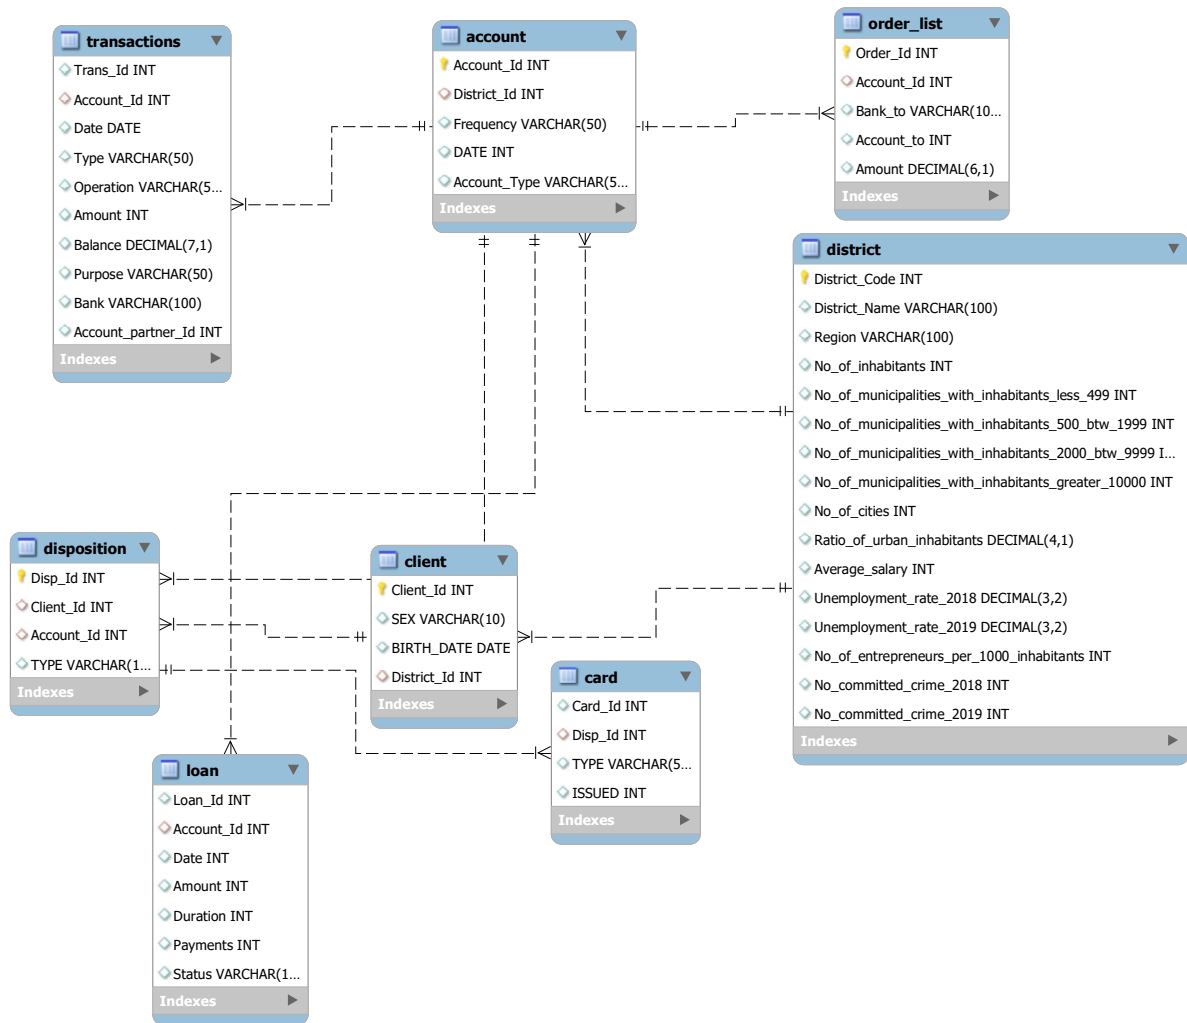 transactions
Trans_Id INT
Account_Id INT
Date DATE
Type VARCHAR(50)
Operation VARCHAR(5...
Amount INT
Balance DECIMAL(7,1)
Purpose VARCHAR(50)
Bank VARCHAR(100)
Account_partner_Id INT
Indexes
account
Account_Id INT
District_Id INT
Frequency VARCHAR(50)
DATE INT
Account_Type VARCHAR(5...
Indexes
order_list
Order_Id INT
Account_Id INT
Bank_to VARCHAR(10...
Account_to INT
Amount DECIMAL(6,1)
Indexes
district
District_Code INT
District_Name VARCHAR(100)
Region VARCHAR(100)
No_of_inhabitants INT
No_of_municipalities_with_inhabitants_less_499 INT
No_of_municipalities_with_inhabitants_500_btw_1999 INT
No_of_municipalities_with_inhabitants_2000_btw_9999 I...
No_of_municipalities_with_inhabitants_greater_10000 INT
No_of_cities INT
Ratio_of_urban_inhabitants DECIMAL(4,1)
Average_salary INT
Unemployment_rate_2018 DECIMAL(3,2)
Unemployment_rate_2019 DECIMAL(3,2)
No_of_entrepreneurs_per_1000_inhabitants INT
No_committed_crime_2018 INT
No_committed_crime_2019 INT
Indexes
disposition
Disp_Id INT
Client_Id INT
Account_Id INT
TYPE VARCHAR(1...
Indexes
client
Client_Id INT
SEX VARCHAR(10)
BIRTH_DATE DATE
District_Id INT
Indexes
card
Card_Id INT
Disp_Id INT
TYPE VARCHAR(5...
ISSUED INT
Indexes
loan
Loan_Id INT
Account_Id INT
Date INT
Amount INT
Duration INT
Payments INT
Status VARCHAR(1...
Indexes